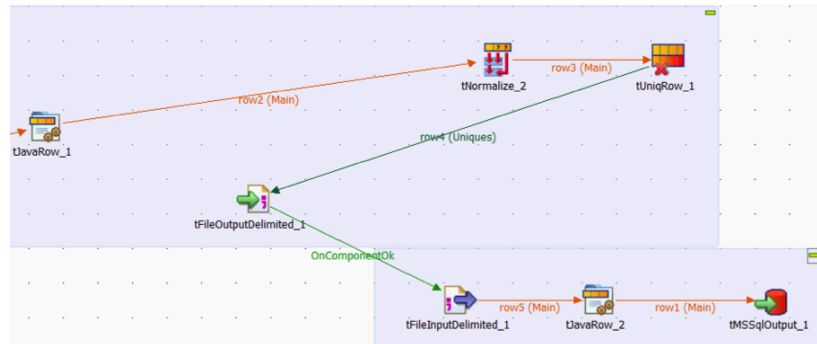 row3 (Main)
tNormalize_2
tUniqRow_1
row2 (Main)
row4 (Uniques)
tJavaRow_1
tFileOutputDelimited_1
OnComponentOk
row5 (Main)
row1 (Main)
tFileInputDelimited_1
tJavaRow_2
tMSSqlOutput_1